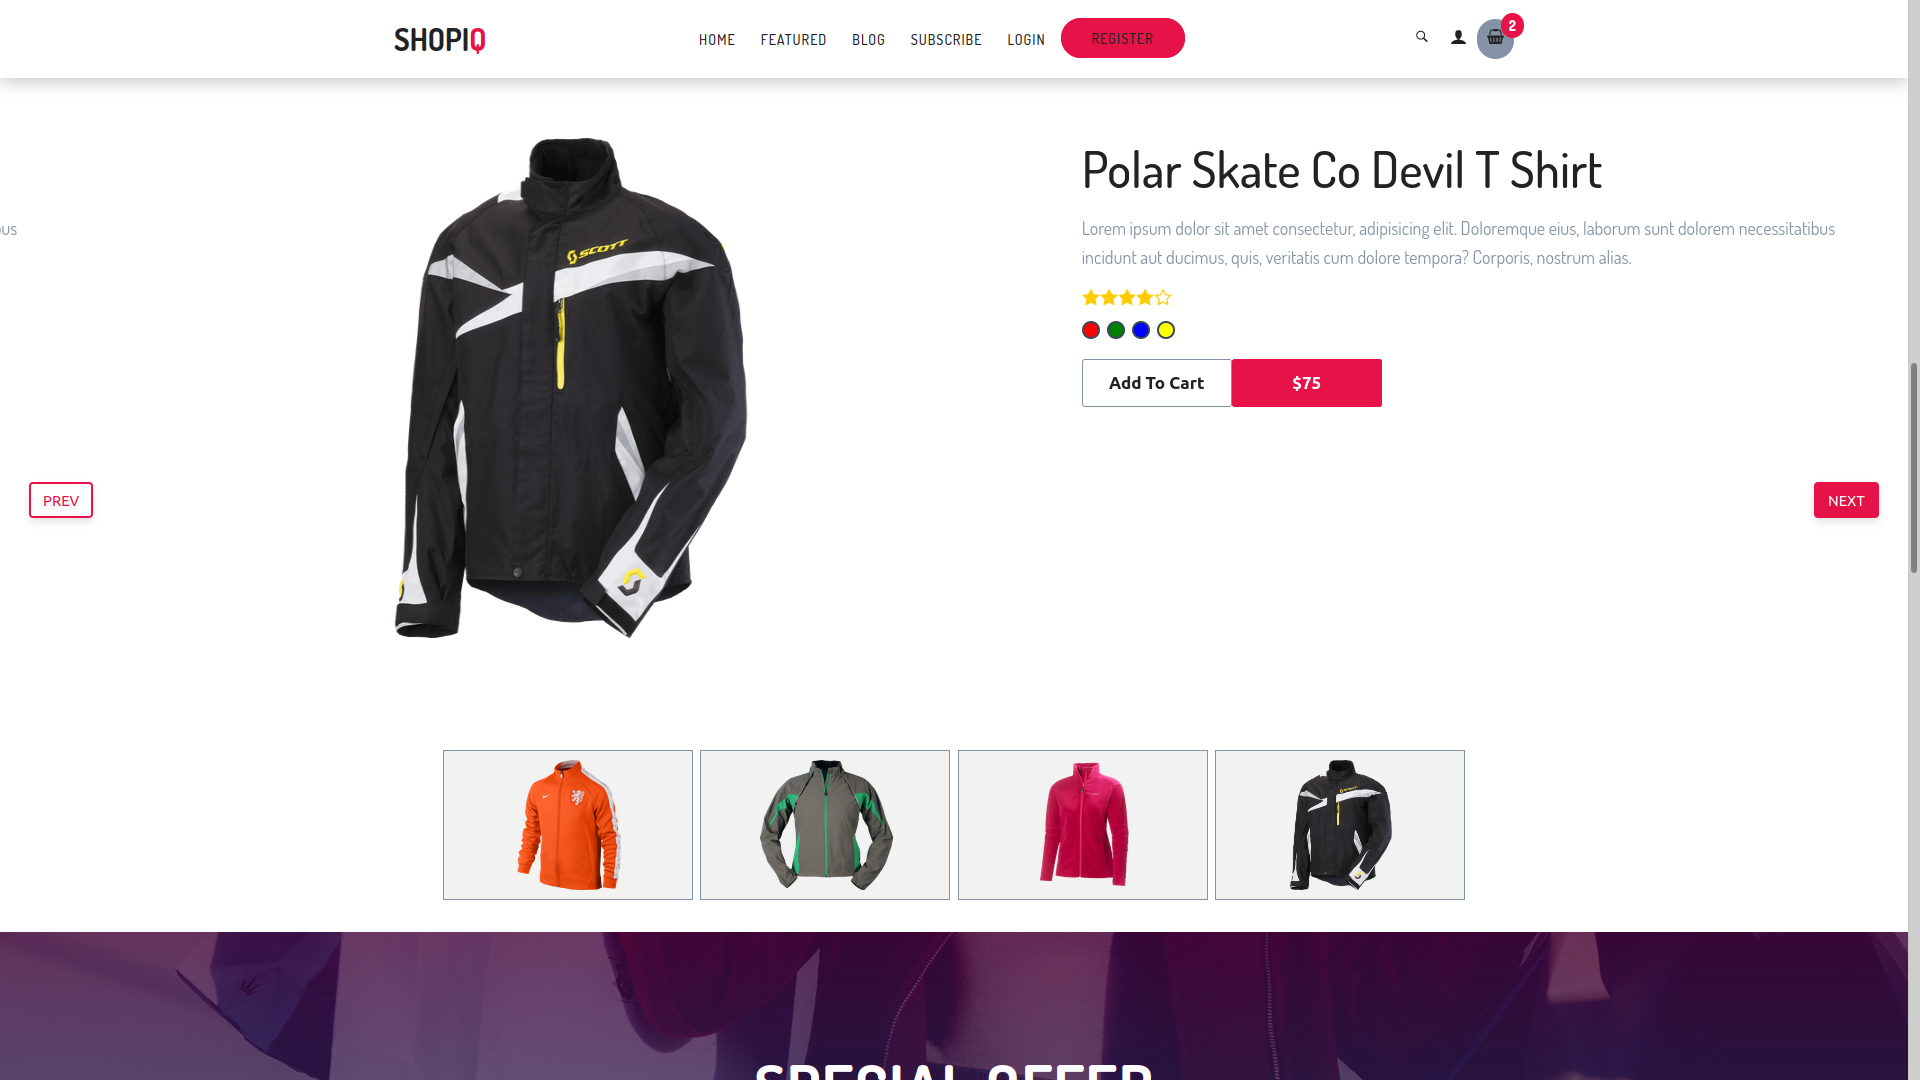 SHOPIQ
HOME FEATURED BLOG SUBSCRIBE LOGIN REGISTER
2
Polar Skate Co Devil T Shirt
Lorem ipsum dolor sit amet consectetur, adipisicing elit. Doloremque eius, laborum sunt dolorem necessitatibus
incidunt aut ducimus, quis, veritatis cum dolore tempora? Corporis, nostrum alias.
SCOTT
Add To Cart $75
PREV
NEXT
SPECIAL OFFER